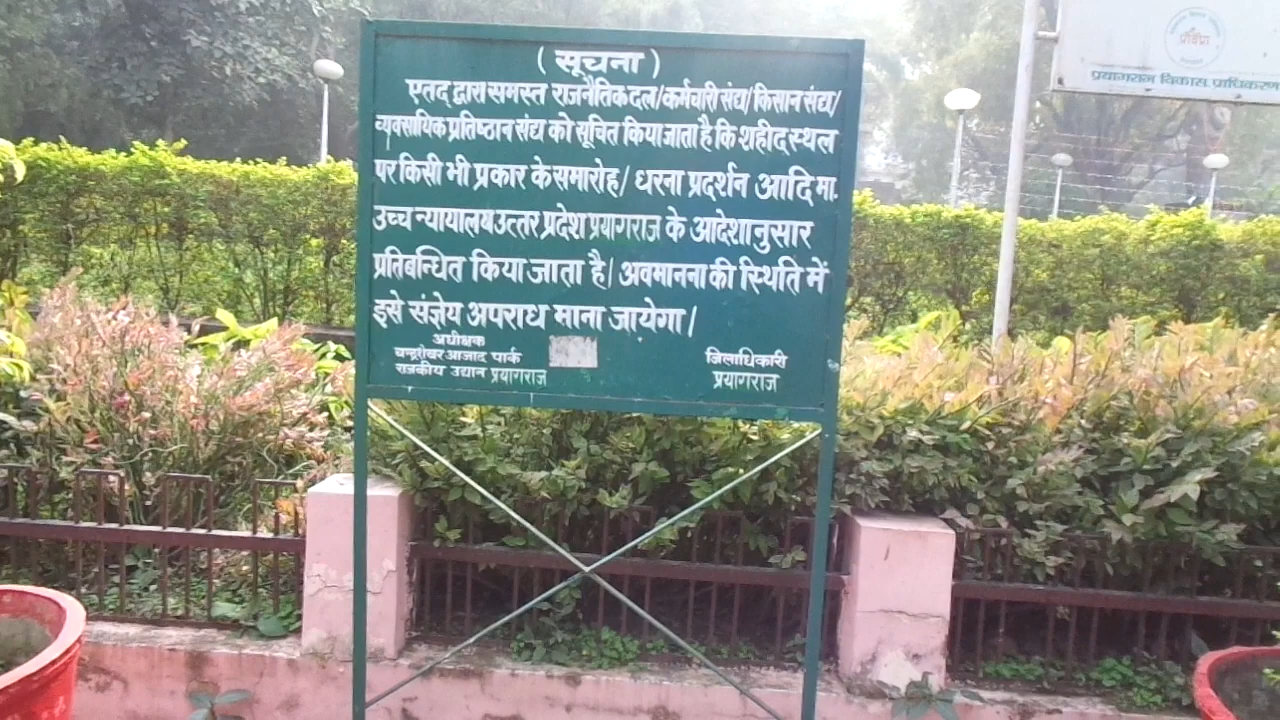 ( सूचना )
एतद् द्वारा समस्त राजनैतिक दल/कर्मचारी संद्य/किसान संद्य/
व्यवसायिक प्रतिष्ठान संद्य को सूचित किया जाता है कि शहीद स्थल
पर किसी भी प्रकार के समारोह/ धरना प्रदर्शन आदि मा.
उच्च न्यायालय उत्तर प्रदेश प्रयागराज के आदेशानुसार
प्रतिबन्धित किया जाता है। अवमानना की स्थिति में
इसे संज्ञेय अपराध माना जायेगा।
अधीक्षक
चन्द्रशेखर आजाद पार्क
राजकीय उद्यान प्रयागराज
जिलाधिकारी
प्रयागराज
प्रयागराज विकास प्राधिकरण